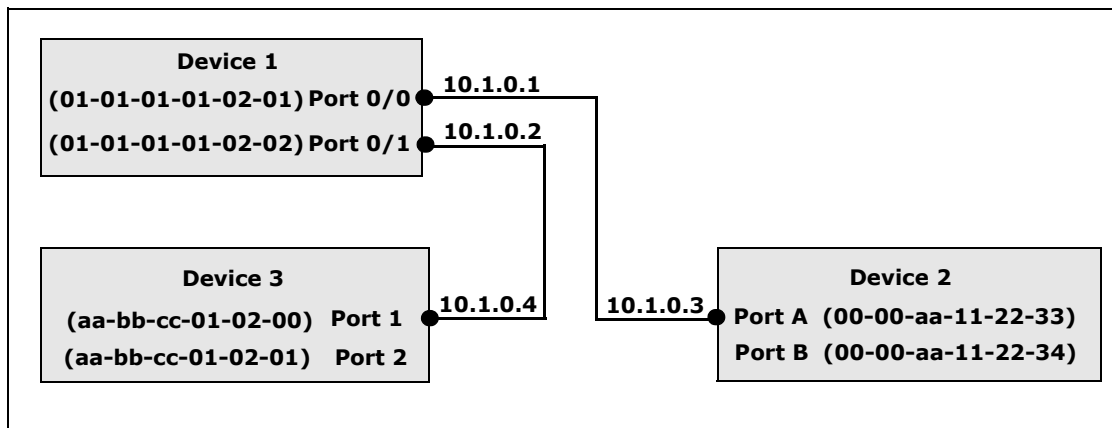 Device 1
(01-01-01-01-02-01) Port 0/0
10.1.0.1
(01-01-01-01-02-02) Port 0/1
10.1.0.2
Device 3
(aa-bb-cc-01-02-00) Port 1
10.1.0.4
(aa-bb-cc-01-02-01) Port 2
Device 2
10.1.0.3
Port A (00-00-aa-11-22-33)
Port B (00-00-aa-11-22-34)